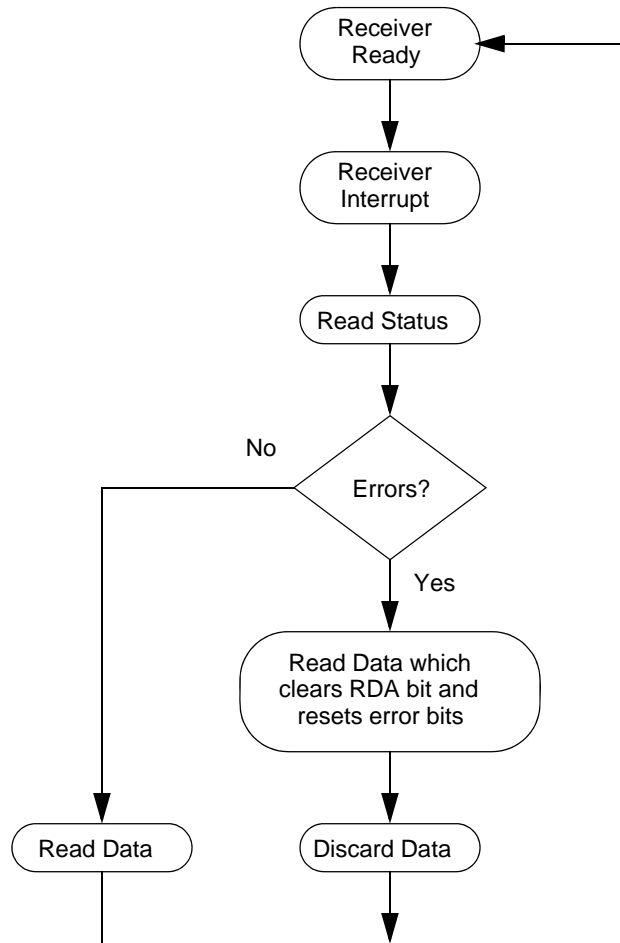 Receiver
Ready
Receiver
Interrupt
Read Status
No
Errors?
Yes
Read Data which
clears RDA bit and
resets error bits
Read Data
Discard Data